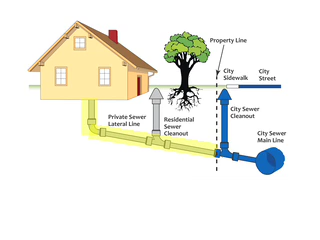 Property Line
City
Sidewalk
City
Street
Private Sewer
Lateral Line
Residential
Sewer
Cleanout
City Sewer
Cleanout
City Sewer
Main Line